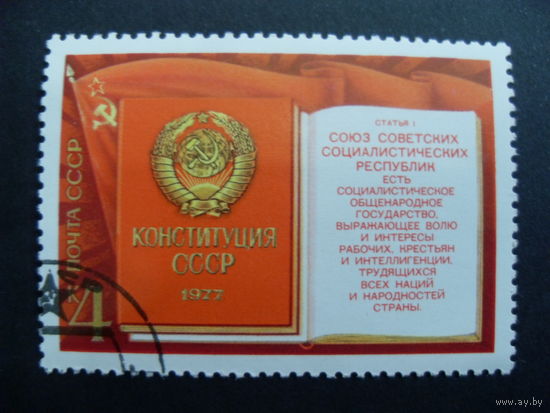 ПОЧТА СССР
4
КОНСТИТУЦИЯ
СССР
1977
СТАТЬЯ 1
СОЮЗ СОВЕТСКИХ
СОЦИАЛИСТИЧЕСКИХ
РЕСПУБЛИК
ЕСТЬ
СОЦИАЛИСТИЧЕСКОЕ
ОБЩЕНАРОДНОЕ
ГОСУДАРСТВО,
ВЫРАЖАЮЩЕЕ ВОЛЮ
И ИНТЕРЕСЫ
РАБОЧИХ, КРЕСТЬЯН
И ИНТЕЛЛИГЕНЦИИ,
ТРУДЯЩИХСЯ
ВСЕХ НАЦИЙ
И НАРОДНОСТЕЙ
СТРАНЫ.
www.ay.by